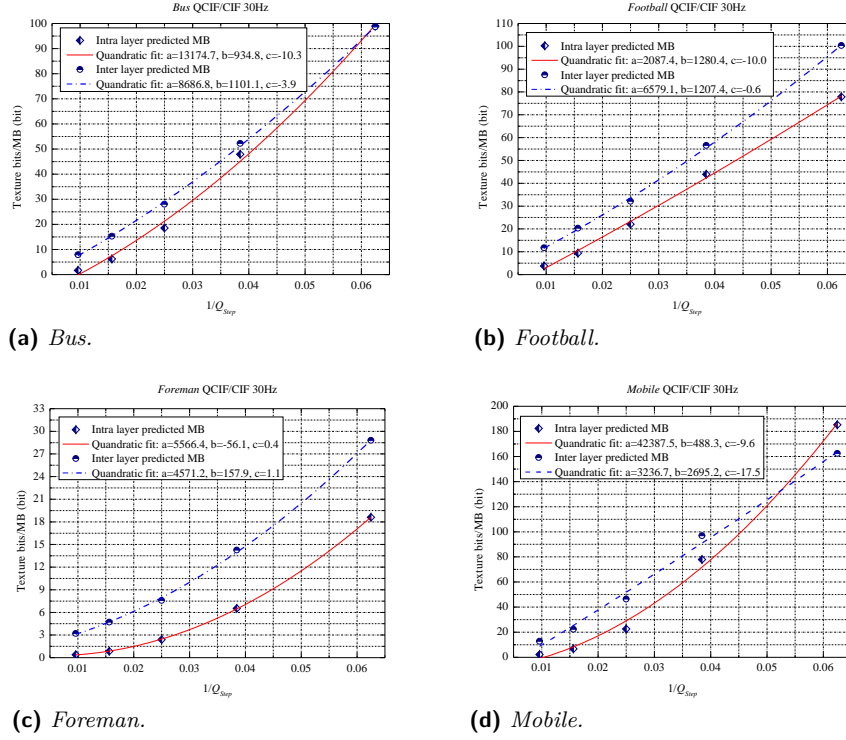 Bus QCIF/CIF 30Hz
Texture bits/MB (bit)
100
90
80
70
60
50
40
30
20
10
0
Intra layer predicted MB
Quandratic fit: a=13174.7, b=934.8, c=-10.3
Inter layer predicted MB
Quandratic fit: a=8686.8, b=1101.1, c=-3.9
0.01 0.02 0.03 0.04 0.05 0.06
1/QStep
(a) Bus.
Football QCIF/CIF 30Hz
Texture bits/MB (bit)
110
100
90
80
70
60
50
40
30
20
10
0
Intra layer predicted MB
Quandratic fit: a=2087.4, b=1280.4, c=-10.0
Inter layer predicted MB
Quandratic fit: a=6579.1, b=1207.4, c=-0.6
0.01 0.02 0.03 0.04 0.05 0.06
1/QStep
(b) Football.
Foreman QCIF/CIF 30Hz
Texture bits/MB (bit)
33
30
27
24
21
18
15
12
9
6
3
0
Intra layer predicted MB
Quandratic fit: a=5566.4, b=-56.1, c=0.4
Inter layer predicted MB
Quandratic fit: a=4571.2, b=157.9, c=1.1
0.01 0.02 0.03 0.04 0.05 0.06
1/QStep
(c) Foreman.
Mobile QCIF/CIF 30Hz
Texture bits/MB (bit)
200
180
160
140
120
100
80
60
40
20
0
Intra layer predicted MB
Quandratic fit: a=42387.5, b=488.3, c=-9.6
Inter layer predicted MB
Quandratic fit: a=3236.7, b=2695.2, c=-17.5
0.01 0.02 0.03 0.04 0.05 0.06
1/QStep
(d) Mobile.